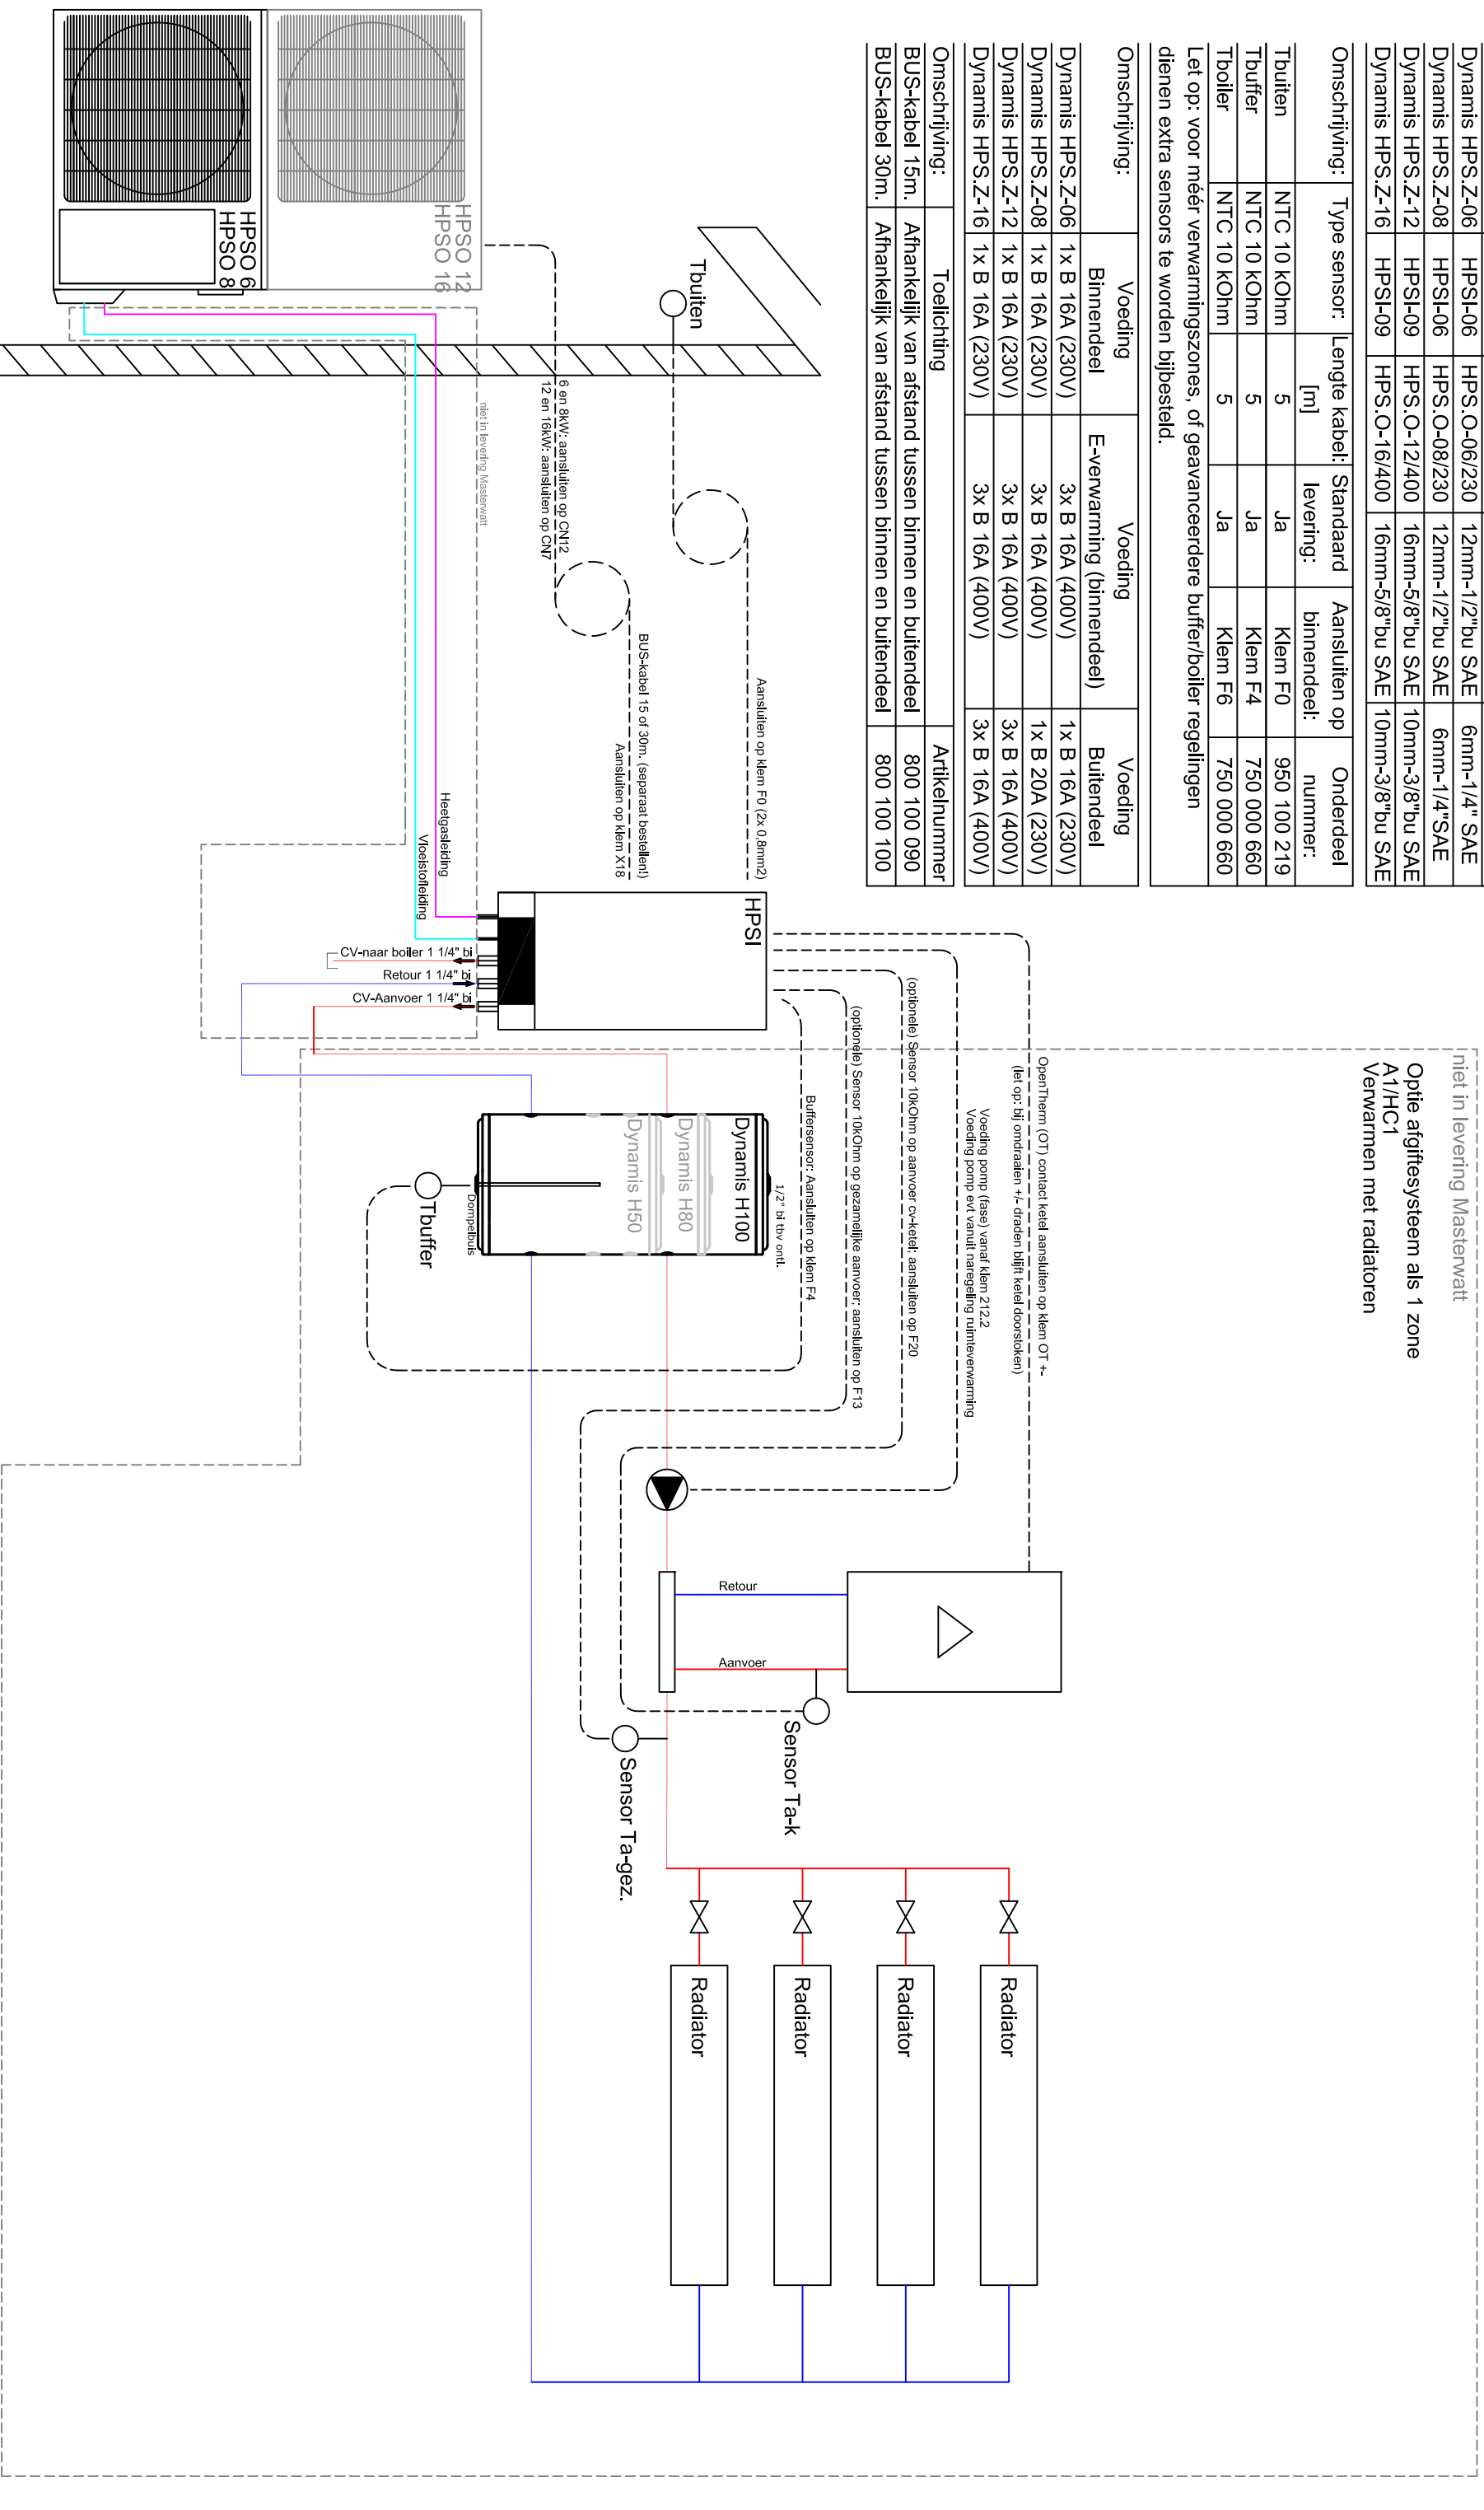 Dynamis HPS.Z-06 HPSI-06 HPS.O-06/230 12mm-1/2"bu SAE 6mm-1/4" SAE
Dynamis HPS.Z-08 HPSI-06 HPS.O-08/230 12mm-1/2"bu SAE 6mm-1/4"SAE
Dynamis HPS.Z-12 HPSI-09 HPS.O-12/400 16mm-5/8"bu SAE 10mm-3/8"bu SAE
Dynamis HPS.Z-16 HPSI-09 HPS.O-16/400 16mm-5/8"bu SAE 10mm-3/8"bu SAE
Omschrijving: Type sensor: Lengte kabel: Standaard Aansluiten op Onderdeel
[m] levering: binnendeel: nummer:
Tbuiten NTC 10 kOhm 5 Ja Klem F0 950 100 219
Tbuffer NTC 10 kOhm 5 Ja Klem F4 750 000 660
Tboiler NTC 10 kOhm 5 Ja Klem F6 750 000 660
Let op: voor méér verwarmingszones, of geavanceerdere buffer/boiler regelingen
dienen extra sensors te worden bijbesteld.
Omschrijving: Voeding Voeding Voeding
Binnendeel E-verwarming (binnendeel) Buitendeel
Dynamis HPS.Z-06 1x B 16A (230V) 3x B 16A (400V) 1x B 16A (230V)
Dynamis HPS.Z-08 1x B 16A (230V) 3x B 16A (400V) 1x B 20A (230V)
Dynamis HPS.Z-12 1x B 16A (230V) 3x B 16A (400V) 3x B 16A (400V)
Dynamis HPS.Z-16 1x B 16A (230V) 3x B 16A (400V) 3x B 16A (400V)
Omschrijving: Toelichting Artikelnummer
BUS-kabel 15m. Afhankelijk van afstand tussen binnen en buitendeel 800 100 090
BUS-kabel 30m. Afhankelijk van afstand tussen binnen en buitendeel 800 100 100
niet in levering Masterwatt
Optie afgiftesysteem als 1 zone
A1/HC1
Verwarmen met radiatoren
OpenTherm (OT) contact ketel aansluiten op klem OT +-
(let op: bij omdraaien +/- draden blijft ketel doorstoken)
Voeding pomp (fase) vanaf klem 212.2
Voeding pomp evt vanuit naregeling ruimteverwarming
(optionele) Sensor 10kOhm op aanvoer cv-ketel; aansluiten op F20
(optionele) Sensor 10kOhm op gezamelijke aanvoer; aansluiten op F13
Buffersensor: Aansluiten op klem F4
1/2" bi tbv ontl.
Dynamis H100
Dynamis H80
Dynamis H50
Dompelbuis
Tbuffer
Tbuiten
Aansluiten op klem F0 (2x 0,8mm2)
BUS-kabel 15 of 30m. (separaat bestellen!)
Aansluiten op klem X18
6 en 8kW: aansluiten op CN12
12 en 16kW: aansluiten op CN7
niet in levering Masterwatt
HPSO 12
HPSO 16
HPSO 6
HPSO 8
Heetgasleiding
Vloeistofleiding
HPSI
CV-naar boiler 1 1/4" bi
Retour 1 1/4" bi
CV-Aanvoer 1 1/4" bi
Retour
Aanvoer
Sensor Ta-k
Sensor Ta-gez.
Radiator
Radiator
Radiator
Radiator